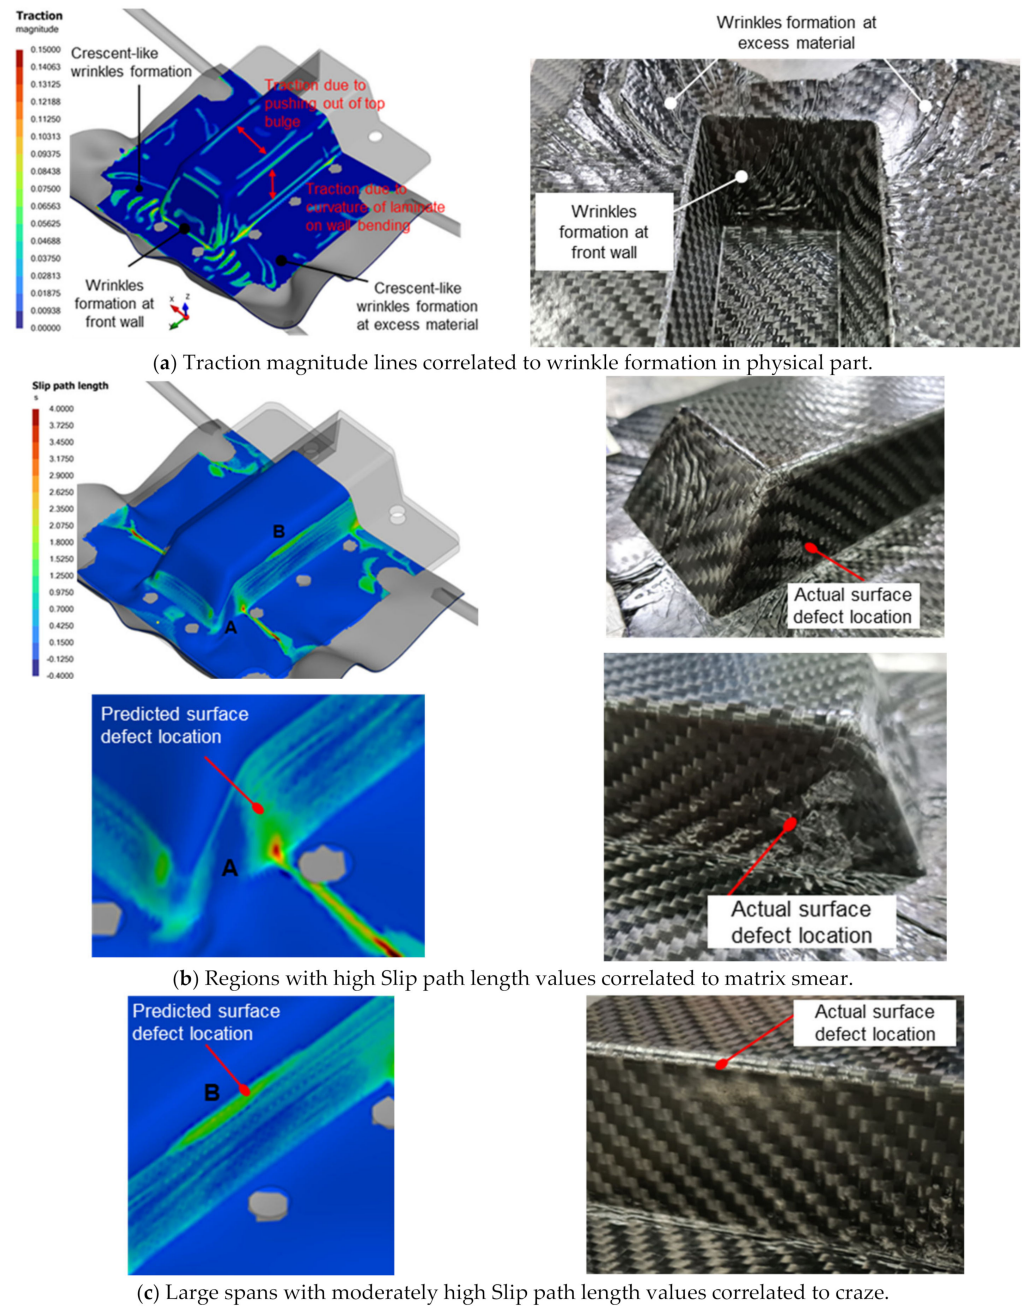 Traction
magnitude
0.15000
0.14063
0.13125
0.12188
0.11250
0.10313
0.09375
0.08438
0.07500
0.06563
0.05625
0.04688
0.03750
0.02813
0.01875
0.00938
0.00000
Crescent-like
wrinkles formation
Traction due to
pushing out of top
bulge
Traction due to
curvature of laminate
on wall bending
Wrinkles
formation at
front wall
x
z
y
Crescent-like
wrinkles formation
at excess material
Wrinkles formation at
excess material
Wrinkles
formation at
front wall
(a) Traction magnitude lines correlated to wrinkle formation in physical part.
Slip path length
s
4.0000
3.7250
3.4500
3.1750
2.9000
2.6250
2.3500
2.0750
1.8000
1.5250
1.2500
0.9750
0.7000
0.4250
0.1500
-0.1250
-0.4000
B
A
Actual surface
defect location
Predicted surface
defect location
A
Actual surface
defect location
(b) Regions with high Slip path length values correlated to matrix smear.
Predicted surface
defect location
B
Actual surface
defect location
(c) Large spans with moderately high Slip path length values correlated to craze.